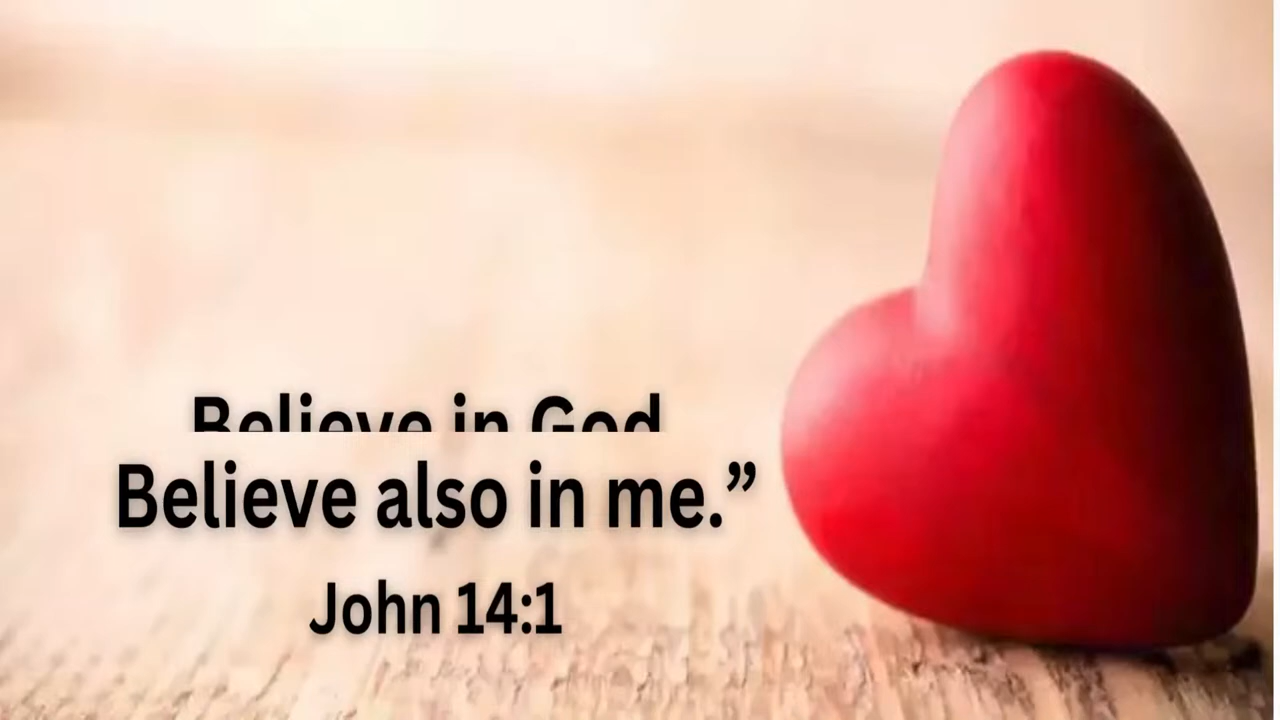 Believe in God
Believe also in me.”
John 14:1